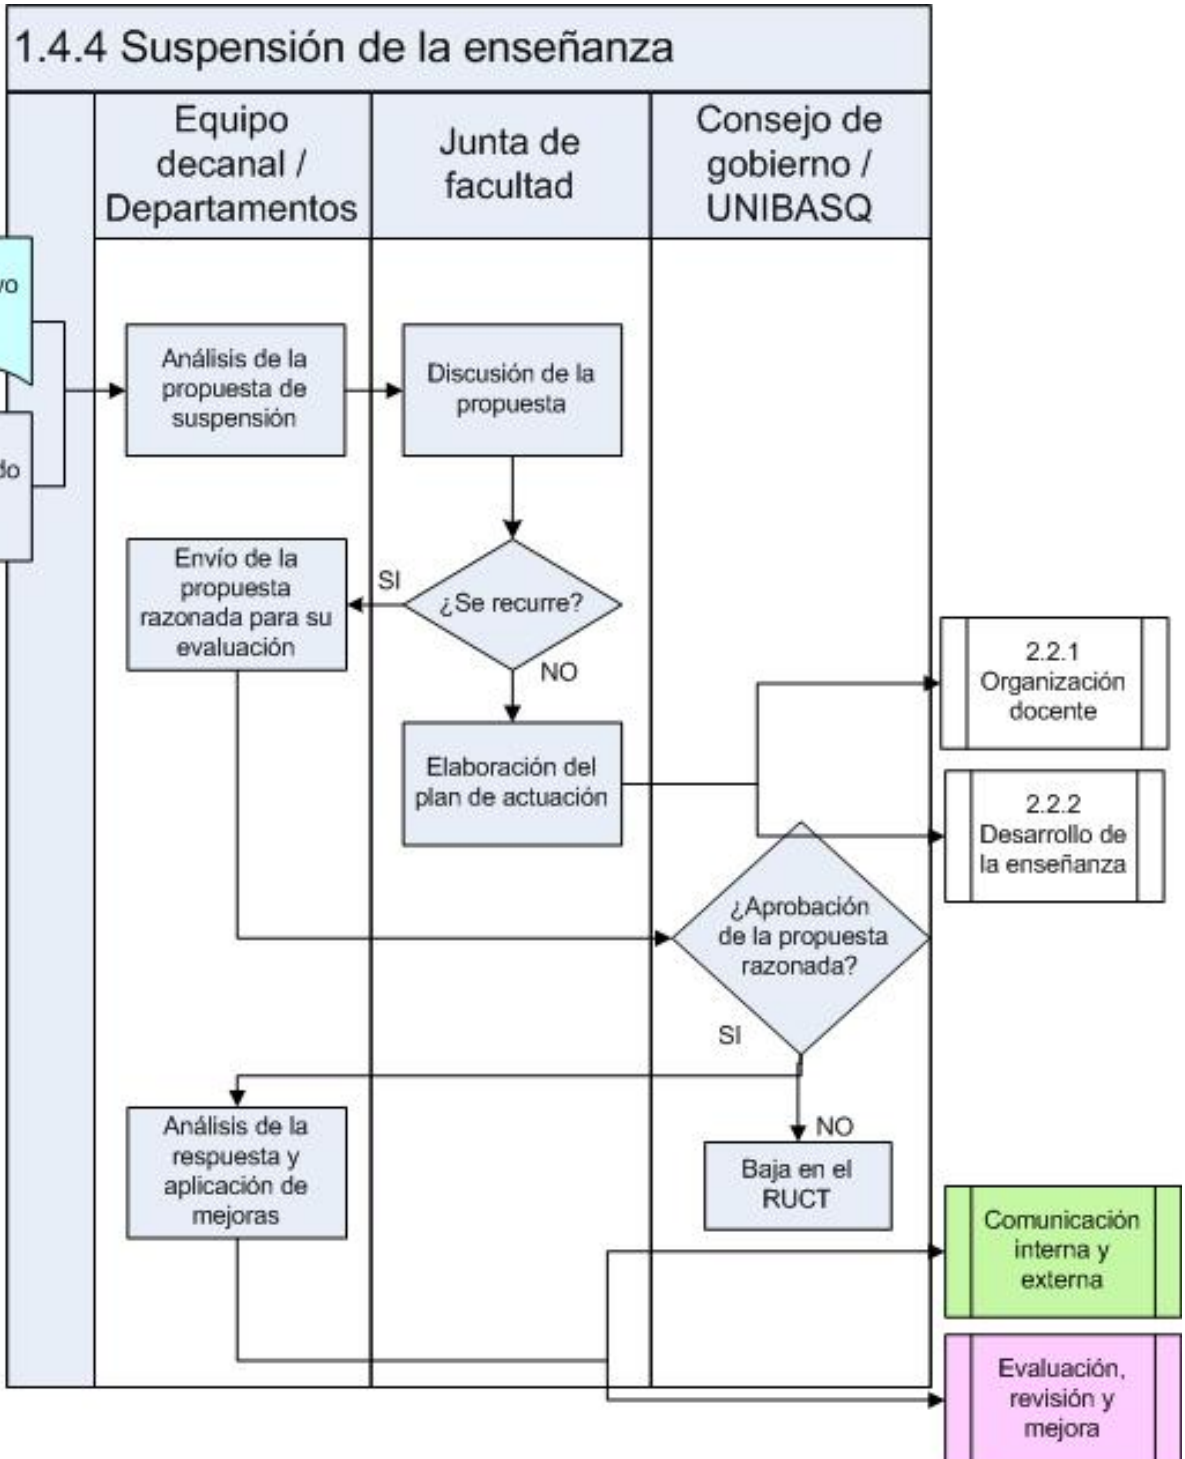 1.4.4 Suspensión de la enseñanza
Equipo
decanal /
Departamentos
Junta de
facultad
Consejo de
gobierno /
UNIBASQ
Análisis de la
propuesta de
suspensión
Discusión de la
propuesta
Envío de la
propuesta
razonada para su
evaluación
SI
¿Se recurre?
NO
2.2.1
Organización
docente
Elaboración del
plan de actuación
2.2.2
Desarrollo de
la enseñanza
¿Aprobación
de la propuesta
razonada?
SI
Análisis de la
respuesta y
aplicación de
mejoras
NO
Baja en el
RUCT
Comunicación
interna y
externa
Evaluación,
revisión y
mejora